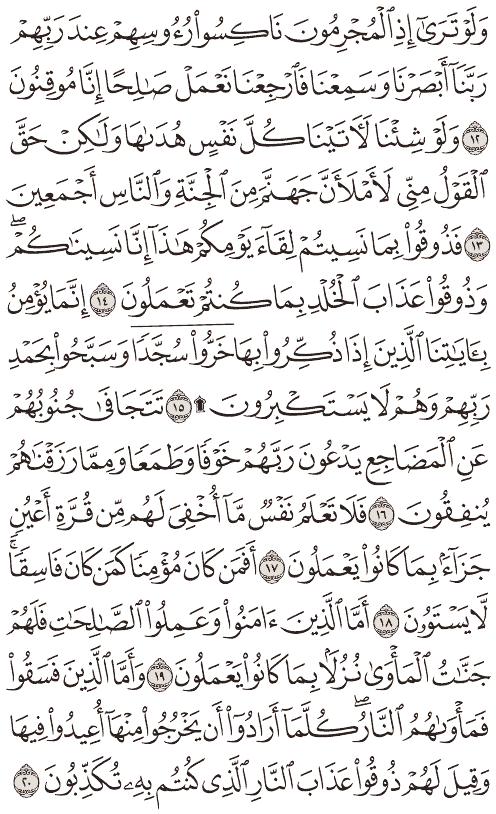 وَلَوْ تَرَىٰٓ إِذِ ٱلْمُجْرِمُونَ نَاكِسُوا۟ رُءُوسِهِمْ عِندَ رَبِّهِمْ
رَبَّنَآ أَبْصَرْنَا وَسَمِعْنَا فَٱرْجِعْنَا نَعْمَلْ صَٰلِحًا إِنَّا مُوقِنُونَ
١٢ وَلَوْ شِئْنَا لَءَاتَيْنَا كُلَّ نَفْسٍ هُدَىٰهَا وَلَٰكِنْ حَقَّ
ٱلْقَوْلُ مِنِّى لَأَمْلَأَنَّ جَهَنَّمَ مِنَ ٱلْجِنَّةِ وَٱلنَّاسِ أَجْمَعِينَ
١٣ فَذُوقُوا۟ بِمَا نَسِيتُمْ لِقَآءَ يَوْمِكُمْ هَٰذَآ إِنَّا نَسِينَٰكُمْ ۖ
وَذُوقُوا۟ عَذَابَ ٱلْخُلْدِ بِمَا كُنتُمْ تَعْمَلُونَ ١٤ إِنَّمَا يُؤْمِنُ
بِـَٔايَٰتِنَا ٱلَّذِينَ إِذَا ذُكِّرُوا۟ بِهَا خَرُّوا۟ سُجَّدًا وَسَبَّحُوا۟ بِحَمْدِ
رَبِّهِمْ وَهُمْ لَا يَسْتَكْبِرُونَ ۩ ١٥ تَتَجَافَىٰ جُنُوبُهُمْ
عَنِ ٱلْمَضَاجِعِ يَدْعُونَ رَبَّهُمْ خَوْفًا وَطَمَعًا وَمِمَّا رَزَقْنَٰهُمْ
يُنفِقُونَ ١٦ فَلَا تَعْلَمُ نَفْسٌ مَّآ أُخْفِىَ لَهُم مِّن قُرَّةِ أَعْيُنٍ
جَزَآءًۢ بِمَا كَانُوا۟ يَعْمَلُونَ ١٧ أَفَمَن كَانَ مُؤْمِنًا كَمَن كَانَ فَاسِقًا ۚ
لَّا يَسْتَوُۥنَ ١٨ أَمَّا ٱلَّذِينَ ءَامَنُوا۟ وَعَمِلُوا۟ ٱلصَّٰلِحَٰتِ فَلَهُمْ
جَنَّٰتُ ٱلْمَأْوَىٰ نُزُلًۢا بِمَا كَانُوا۟ يَعْمَلُونَ ١٩ وَأَمَّا ٱلَّذِينَ فَسَقُوا۟
فَمَأْوَىٰهُمُ ٱلنَّارُ ۖ كُلَّمَآ أَرَادُوٓا۟ أَن يَخْرُجُوا۟ مِنْهَآ أُعِيدُوا۟ فِيهَا
وَقِيلَ لَهُمْ ذُوقُوا۟ عَذَابَ ٱلنَّارِ ٱلَّذِى كُنتُم بِهِۦ تُكَذِّبُونَ ٢٠